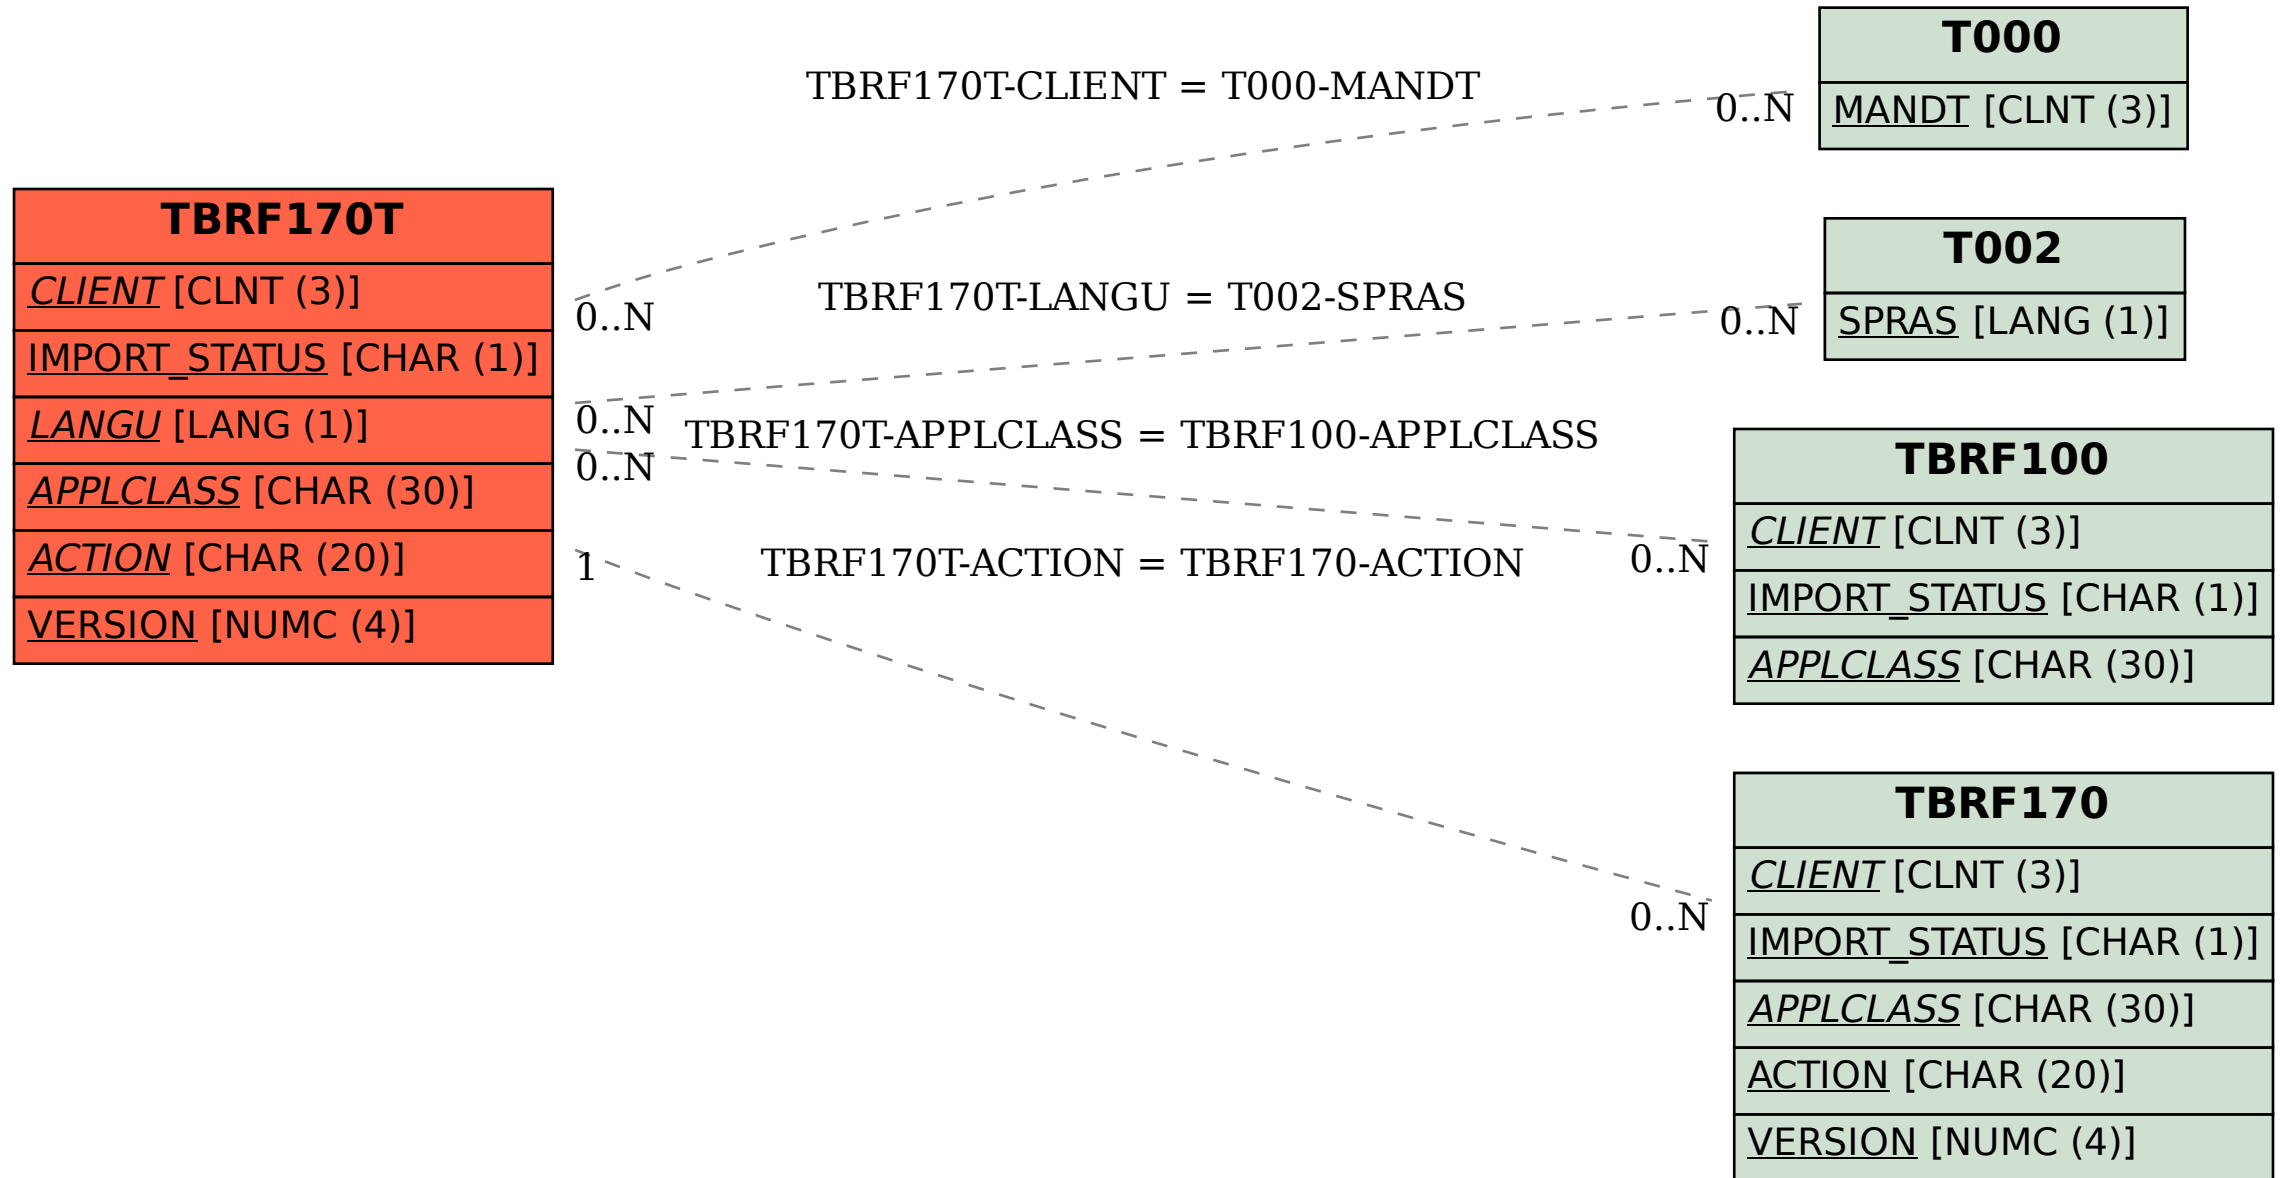 TBRF170T
CLIENT [CLNT (3)]
IMPORT_STATUS [CHAR (1)]
LANGU [LANG (1)]
APPLCLASS [CHAR (30)]
ACTION [CHAR (20)]
VERSION [NUMC (4)]
TBRF170T-CLIENT = T000-MANDT
0..N
0..N
TBRF170T-LANGU = T002-SPRAS
0..N
0..N
TBRF170T-APPLCLASS = TBRF100-APPLCLASS
0..N
0..N
TBRF170T-ACTION = TBRF170-ACTION
1
0..N
T000
MANDT [CLNT (3)]
T002
SPRAS [LANG (1)]
TBRF100
CLIENT [CLNT (3)]
IMPORT_STATUS [CHAR (1)]
APPLCLASS [CHAR (30)]
TBRF170
CLIENT [CLNT (3)]
IMPORT_STATUS [CHAR (1)]
APPLCLASS [CHAR (30)]
ACTION [CHAR (20)]
VERSION [NUMC (4)]